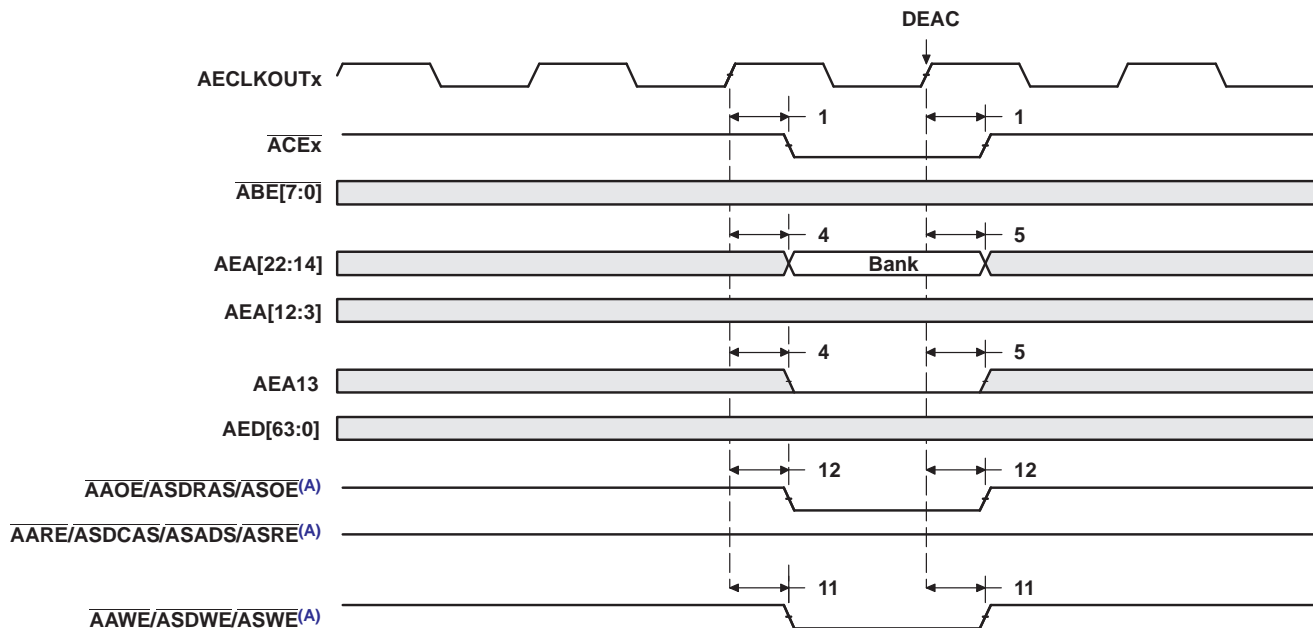 DEAC
AECLKOUTx
1 1
ACEx
ABE[7:0]
4 5
AEA[22:14] Bank
AEA[12:3]
4 5
AEA13
AED[63:0]
12 12
AAOE/ASDRAS/ASOE(A)
AARE/ASDCAS/ASADS/ASRE(A)
11 11
AAWE/ASDWE/ASWE(A)